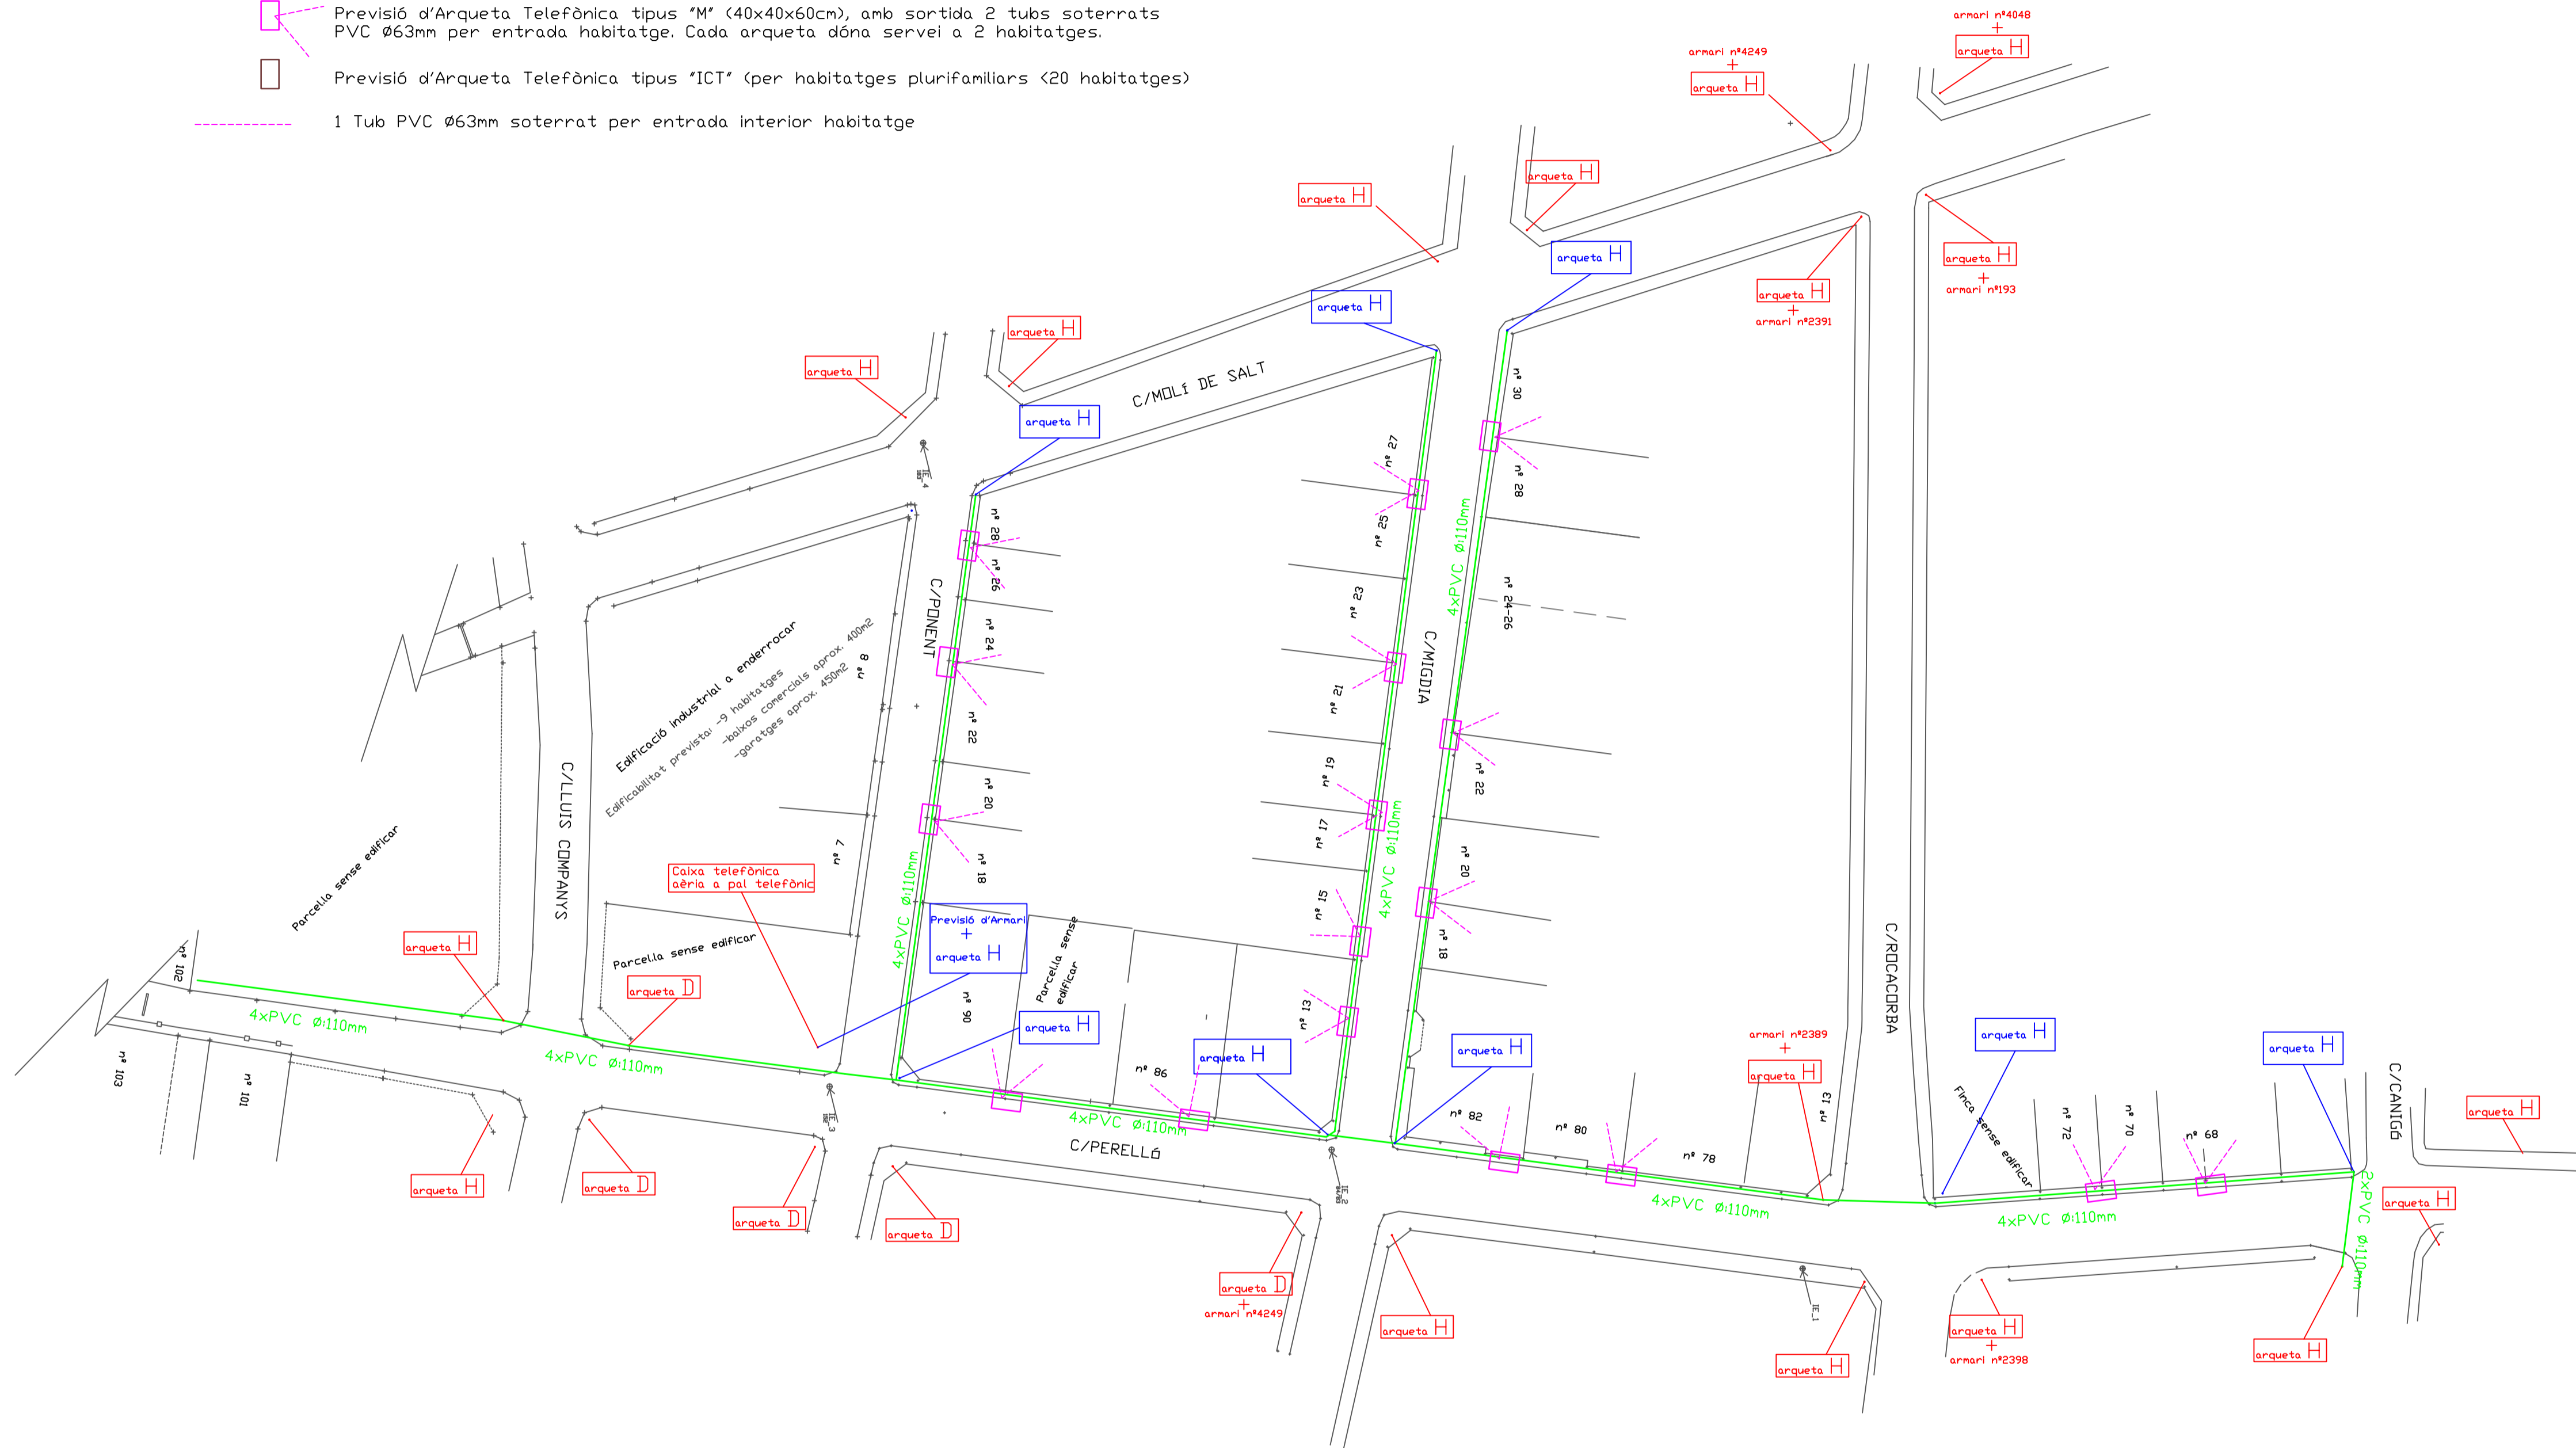 Previsió d'Arqueta Telefònica tipus "M" (40x40x60cm), amb sortida 2 tubs soterrats
PVC Ø63mm per entrada habitatge. Cada arqueta dóna servei a 2 habitatges.
Previsió d'Arqueta Telefònica tipus "ICT" (per habitatges plurifamiliars <20 habitatges)
1 Tub PVC Ø63mm soterrat per entrada interior habitatge
armari nº4048
+
arqueta H
armari nº4249
+
arqueta H
arqueta H
arqueta H
arqueta H
arqueta H
arqueta H
+
armari nº193
arqueta H
+
armari nº2391
arqueta H
arqueta H
arqueta H
C/MOLÍ DE SALT
nº 30
nº 28
nº 24-26
nº 22
nº 20
nº 18
4xPVC Ø:110mm
C/MIGDIA
nº 27
nº 25
nº 23
nº 21
nº 19
nº 17
nº 15
nº 13
4xPVC Ø:110mm
IE_4
nº 28
nº 26
nº 24
nº 22
nº 20
nº 18
C/PONENT
4xPVC Ø:110mm
Edificació industrial a enderrocar
Edificabilitat prevista: -9 habitatges
-baixos comercials aprox. 400m2
-garatges aprox. 450m2
nº 8
nº 7
C/LLUIS COMPANYS
Parcel.la sense edificar
Caixa telefònica
aèria a pal telefònic
Previsió d'Armari
+
arqueta H
arqueta H
Parcel.la sense edificar
arqueta D
nº 102
4xPVC Ø:110mm
4xPVC Ø:110mm
nº 103
nº 101
arqueta H
arqueta D
IE_3
arqueta D
arqueta D
nº 90
Parcel.la sense
edificar
arqueta H
nº 86
4xPVC Ø:110mm
C/PERELLÓ
arqueta H
arqueta H
IE_2
arqueta D
+
armari nº4249
arqueta H
nº 82
nº 80
nº 78
4xPVC Ø:110mm
armari nº2389
+
arqueta H
nº 13
C/ROCACORBA
IE_1
arqueta H
arqueta H
Finca sense edificar
nº 72
nº 70
nº 68
4xPVC Ø:110mm
arqueta H
C/CANIGÓ
arqueta H
arqueta H
2xPVC Ø:110mm
arqueta H
+
armari nº2398
arqueta H